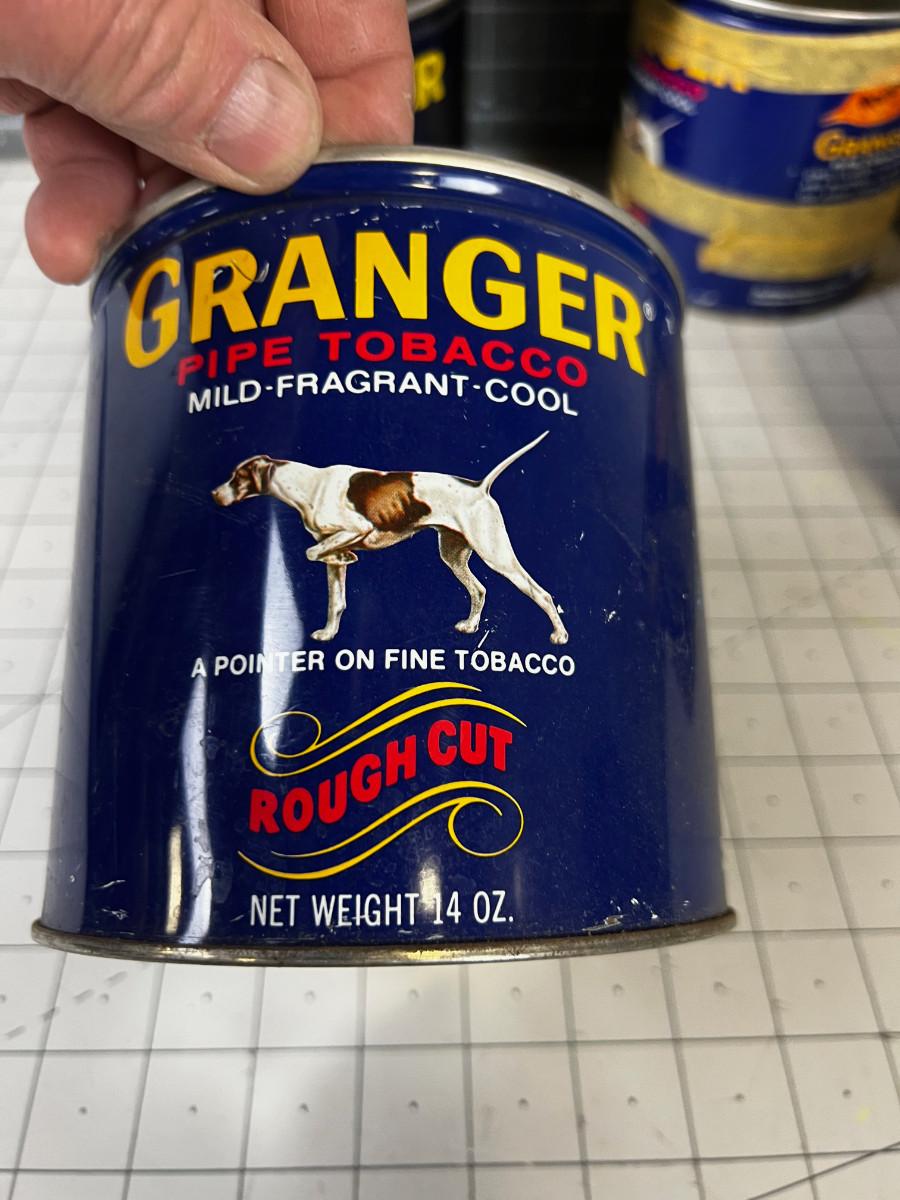 GRANGER®
PIPE TOBACCO
MILD-FRAGRANT-COOL
A POINTER ON FINE TOBACCO
ROUGH CUT
NET WEIGHT 14 OZ.